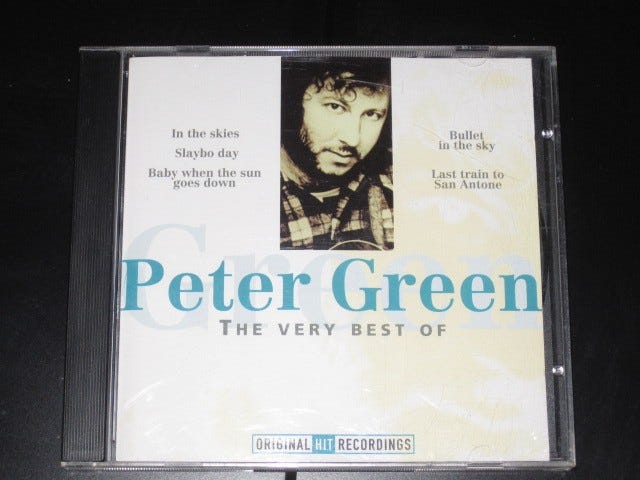 In the skies
Slaybo day
Baby when the sun
goes down
Bullet
in the sky
Last train to
San Antone
Green
Peter Green
THE VERY BEST OF
ORIGINAL HIT RECORDINGS